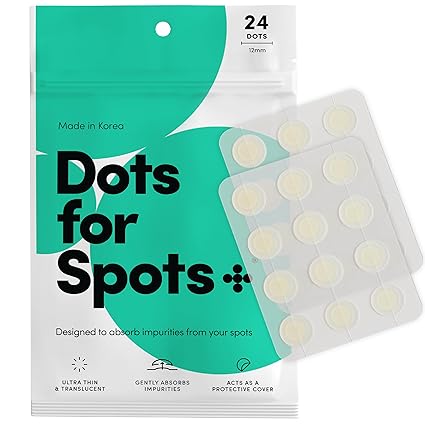 24
DOTS
12mm
Made in Korea
Dots
for
Spots
®
Designed to absorb impurities from your spots
ULTRA THIN
& TRANSLUCENT
GENTLY ABSORBS
IMPURITIES
ACTS AS A
PROTECTIVE COVER